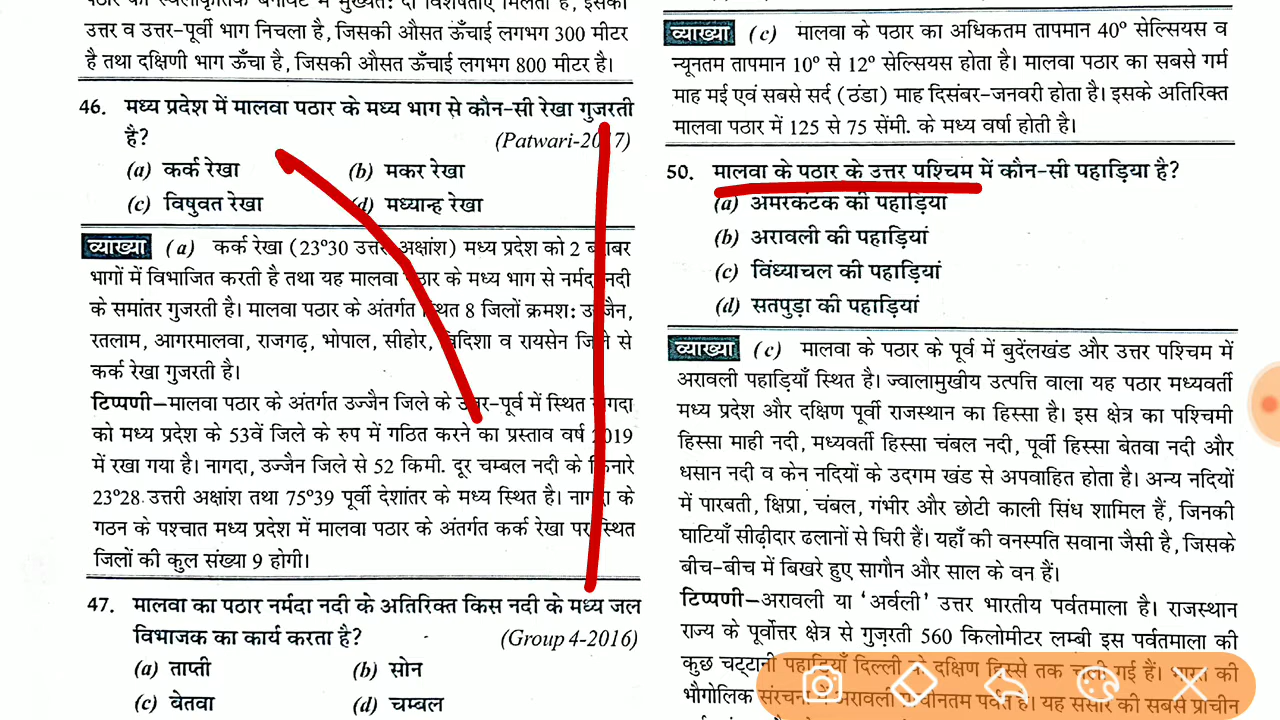 पठार की स्थलाकृतिक बनावट में मुख्यत: दो विशेषताएँ मिलती हैं, इसका
उत्तर व उत्तर-पूर्वी भाग निचला है, जिसकी औसत ऊँचाई लगभग 300 मीटर
है तथा दक्षिणी भाग ऊँचा है, जिसकी औसत ऊँचाई लगभग 800 मीटर है।
46. मध्य प्रदेश में मालवा पठार के मध्य भाग से कौन-सी रेखा गुजरती
है? (Patwari-2017)
(a) कर्क रेखा (b) मकर रेखा
(c) विषुवत रेखा (d) मध्यान्ह रेखा
व्याख्या (a) कर्क रेखा (23º30 उत्तर अक्षांश) मध्य प्रदेश को 2 बराबर
भागों में विभाजित करती है तथा यह मालवा पठार के मध्य भाग से नर्मदा नदी
के समांतर गुजरती है। मालवा पठार के अंतर्गत स्थित 8 जिलों क्रमश: उज्जैन,
रतलाम, आगरमालवा, राजगढ़, भोपाल, सीहोर, विदिशा व रायसेन जिले से
कर्क रेखा गुजरती है।
टिप्पणी–मालवा पठार के अंतर्गत उज्जैन जिले के उत्तर-पूर्व में स्थित नागदा
को मध्य प्रदेश के 53वें जिले के रुप में गठित करने का प्रस्ताव वर्ष 2019
में रखा गया है। नागदा, उज्जैन जिले से 52 किमी. दूर चम्बल नदी के किनारे
23º28 उत्तरी अक्षांश तथा 75º39 पूर्वी देशांतर के मध्य स्थित है। नागदा के
गठन के पश्चात मध्य प्रदेश में मालवा पठार के अंतर्गत कर्क रेखा पर स्थित
जिलों की कुल संख्या 9 होगी।
47. मालवा का पठार नर्मदा नदी के अतिरिक्त किस नदी के मध्य जल
विभाजक का कार्य करता है? (Group 4-2016)
(a) ताप्ती (b) सोन
(c) बेतवा (d) चम्बल
व्याख्या (c) मालवा के पठार का अधिकतम तापमान 40º सेल्सियस व
न्यूनतम तापमान 10º से 12º सेल्सियस होता है। मालवा पठार का सबसे गर्म
माह मई एवं सबसे सर्द (ठंडा) माह दिसंबर-जनवरी होता है। इसके अतिरिक्त
मालवा पठार में 125 से 75 सेंमी. के मध्य वर्षा होती है।
50. मालवा के पठार के उत्तर पश्चिम में कौन-सी पहाड़िया है?
(a) अमरकंटक की पहाड़ियां
(b) अरावली की पहाड़ियां
(c) विंध्याचल की पहाड़ियां
(d) सतपुड़ा की पहाड़ियां
व्याख्या (c) मालवा के पठार के पूर्व में बुदेंलखंड और उत्तर पश्चिम में
अरावली पहाड़ियाँ स्थित है। ज्वालामुखीय उत्पत्ति वाला यह पठार मध्यवर्ती
मध्य प्रदेश और दक्षिण पूर्वी राजस्थान का हिस्सा है। इस क्षेत्र का पश्चिमी
हिस्सा माही नदी, मध्यवर्ती हिस्सा चंबल नदी, पूर्वी हिस्सा बेतवा नदी और
धसान नदी व केन नदियों के उदगम खंड से अपवाहित होता है। अन्य नदियों
में पारबती, क्षिप्रा, चंबल, गंभीर और छोटी काली सिंध शामिल हैं, जिनकी
घाटियाँ सीढ़ीदार ढलानों से घिरी हैं। यहाँ की वनस्पति सवाना जैसी है, जिसके
बीच-बीच में बिखरे हुए सागौन और साल के वन हैं।
टिप्पणी–अरावली या ‘अर्वली’ उत्तर भारतीय पर्वतमाला है। राजस्थान
राज्य के पूर्वोत्तर क्षेत्र से गुज़रती 560 किलोमीटर लम्बी इस पर्वतमाला की
कुछ चट्टानी पहाड़ियाँ दिल्ली के दक्षिण हिस्से तक चली गई हैं। भारत की
भौगोलिक संरचना में अरावली प्राचीनतम पर्वत है। यह संसार की सबसे प्राचीन